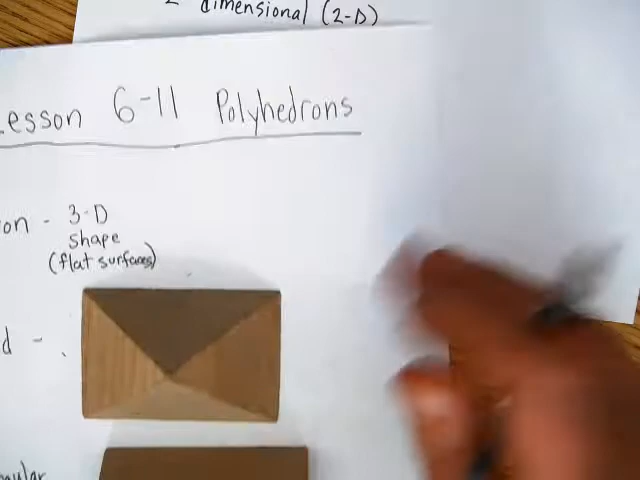 dimensional (2-D)
Lesson 6-11 Polyhedrons
on - 3-D
shape
(flat surfaces)
d -